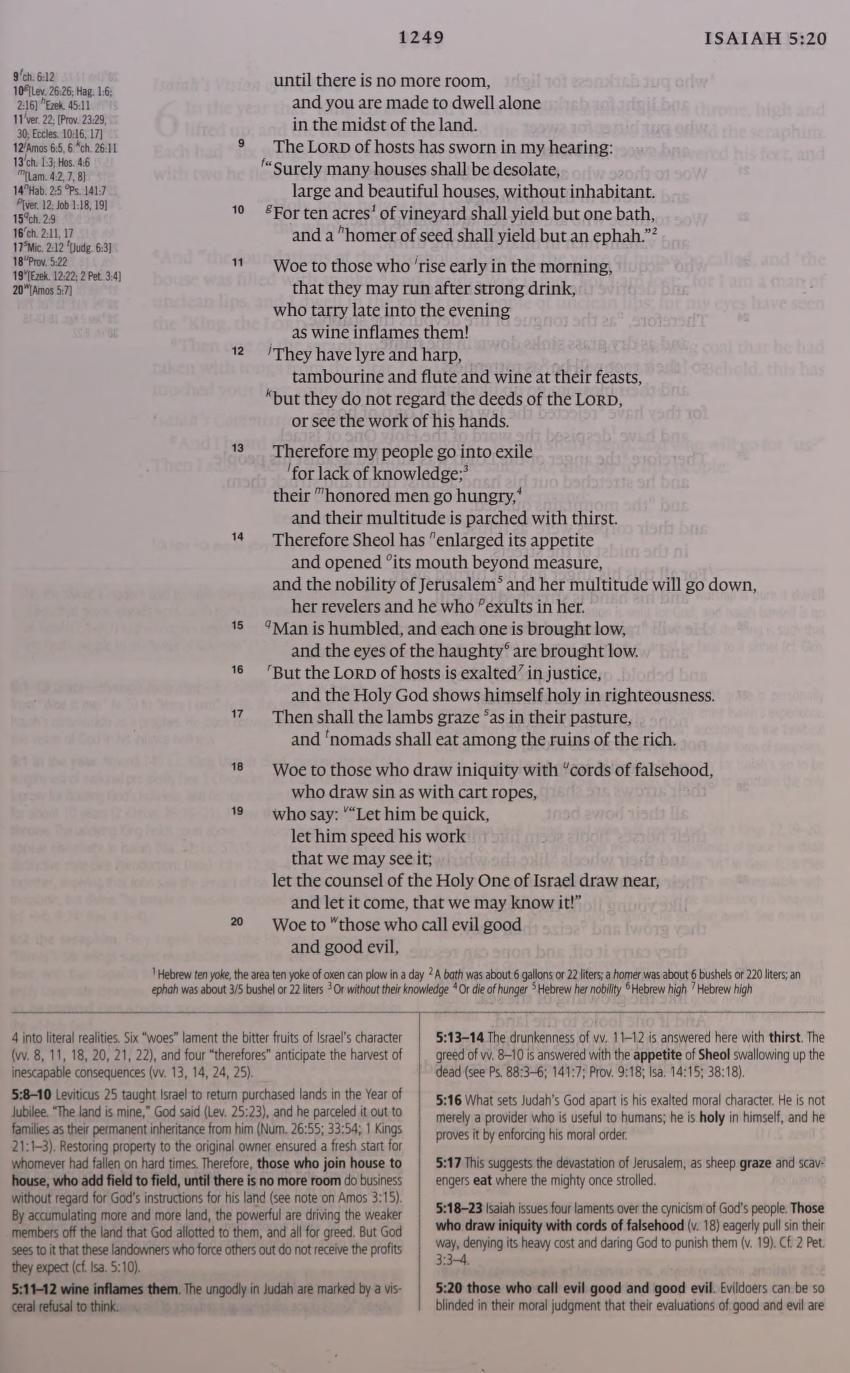 1249
ISAIAH 5:20
9 f ch. 6:12
10 g [Lev. 26:26; Hag. 1:6;
2:16] h Ezek. 45:11
11 i ver. 22; [Prov. 23:29,
30; Eccles. 10:16, 17]
12 j Amos 6:5, 6 k ch. 26:11
13 l ch. 1:3; Hos. 4:6
m [Lam. 4:2, 7, 8]
14 n Hab. 2:5 o Ps. 141:7
p [ver. 12; Job 1:18, 19]
15 q ch. 2:9
16 r ch. 2:11, 17
17 s Mic. 2:12 t [Judg. 6:3]
18 u Prov. 5:22
19 v [Ezek. 12:22; 2 Pet. 3:4]
20 w [Amos 5:7]
until there is no more room,
and you are made to dwell alone
in the midst of the land.
9 The LORD of hosts has sworn in my hearing:
f “Surely many houses shall be desolate,
large and beautiful houses, without inhabitant.
10 g For ten acres¹ of vineyard shall yield but one bath,
and a h homer of seed shall yield but an ephah.”²
11 Woe to those who i rise early in the morning,
that they may run after strong drink,
who tarry late into the evening
as wine inflames them!
12 j They have lyre and harp,
tambourine and flute and wine at their feasts,
k but they do not regard the deeds of the LORD,
or see the work of his hands.
13 Therefore my people go into exile
l for lack of knowledge;³
their m honored men go hungry,⁴
and their multitude is parched with thirst.
14 Therefore Sheol has n enlarged its appetite
and opened o its mouth beyond measure,
and the nobility of Jerusalem⁵ and her multitude will go down,
her revelers and he who p exults in her.
15 q Man is humbled, and each one is brought low,
and the eyes of the haughty⁶ are brought low.
16 r But the LORD of hosts is exalted⁷ in justice,
and the Holy God shows himself holy in righteousness.
17 Then shall the lambs graze s as in their pasture,
and t nomads shall eat among the ruins of the rich.
18 Woe to those who draw iniquity with u cords of falsehood,
who draw sin as with cart ropes,
19 who say: v “Let him be quick,
let him speed his work
that we may see it;
let the counsel of the Holy One of Israel draw near,
and let it come, that we may know it!”
20 Woe to w those who call evil good
and good evil,
¹ Hebrew ten yoke, the area ten yoke of oxen can plow in a day ² A bath was about 6 gallons or 22 liters; a homer was about 6 bushels or 220 liters; an
ephah was about 3/5 bushel or 22 liters ³ Or without their knowledge ⁴ Or die of hunger ⁵ Hebrew her nobility ⁶ Hebrew high ⁷ Hebrew high
4 into literal realities. Six “woes” lament the bitter fruits of Israel’s character
(vv. 8, 11, 18, 20, 21, 22), and four “therefores” anticipate the harvest of
inescapable consequences (vv. 13, 14, 24, 25).
5:8–10 Leviticus 25 taught Israel to return purchased lands in the Year of
Jubilee. “The land is mine,” God said (Lev. 25:23), and he parceled it out to
families as their permanent inheritance from him (Num. 26:55; 33:54; 1 Kings
21:1–3). Restoring property to the original owner ensured a fresh start for
whomever had fallen on hard times. Therefore, those who join house to
house, who add field to field, until there is no more room do business
without regard for God’s instructions for his land (see note on Amos 3:15).
By accumulating more and more land, the powerful are driving the weaker
members off the land that God allotted to them, and all for greed. But God
sees to it that these landowners who force others out do not receive the profits
they expect (cf. Isa. 5:10).
5:11–12 wine inflames them. The ungodly in Judah are marked by a vis-
ceral refusal to think.
5:13–14 The drunkenness of vv. 11–12 is answered here with thirst. The
greed of vv. 8–10 is answered with the appetite of Sheol swallowing up the
dead (see Ps. 88:3–6; 141:7; Prov. 9:18; Isa. 14:15; 38:18).
5:16 What sets Judah’s God apart is his exalted moral character. He is not
merely a provider who is useful to humans; he is holy in himself, and he
proves it by enforcing his moral order.
5:17 This suggests the devastation of Jerusalem, as sheep graze and scav-
engers eat where the mighty once strolled.
5:18–23 Isaiah issues four laments over the cynicism of God’s people. Those
who draw iniquity with cords of falsehood (v. 18) eagerly pull sin their
way, denying its heavy cost and daring God to punish them (v. 19). Cf. 2 Pet.
3:3–4.
5:20 those who call evil good and good evil. Evildoers can be so
blinded in their moral judgment that their evaluations of good and evil are